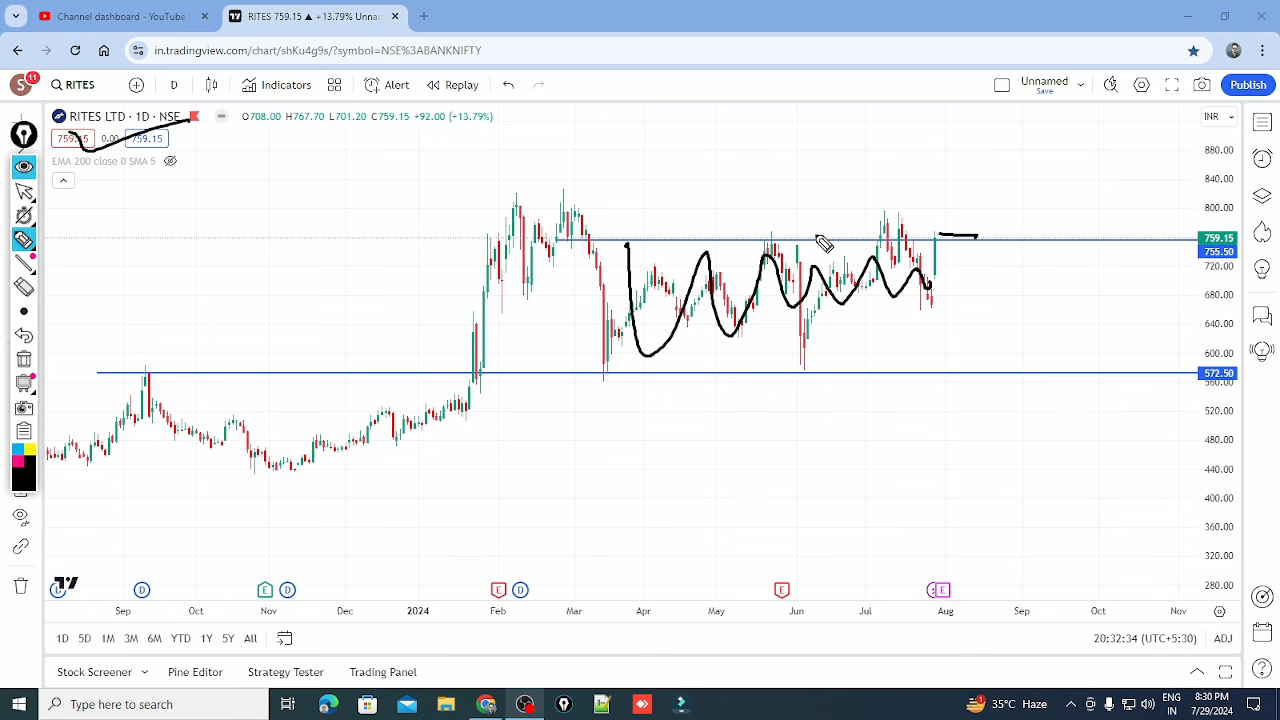 Channel dashboard - YouTube
RITES 759.15 ▲ +13.79% Unnar
in.tradingview.com/chart/shKu4g9s/?symbol=NSE%3ABANKNIFTY
S 11 RITES D Indicators Alert Replay Unnamed Save Publish
RITES LTD · 1D · NSE O708.00 H767.70 L701.20 C759.15 +92.00 (+13.79%) INR
759.15 0.00 759.15
EMA 200 close 0 SMA 5
880.00
840.00
800.00
759.15
755.50
720.00
680.00
640.00
600.00
572.50
560.00
520.00
480.00
440.00
400.00
360.00
320.00
280.00
D E D E D E E
Sep Oct Nov Dec 2024 Feb Mar Apr May Jun Jul Aug Sep Oct Nov
1D 5D 1M 3M 6M YTD 1Y 5Y All 20:32:34 (UTC+5:30) ADJ
Stock Screener Pine Editor Strategy Tester Trading Panel
Type here to search 1 35°C Haze ENG IN 8:30 PM 7/29/2024